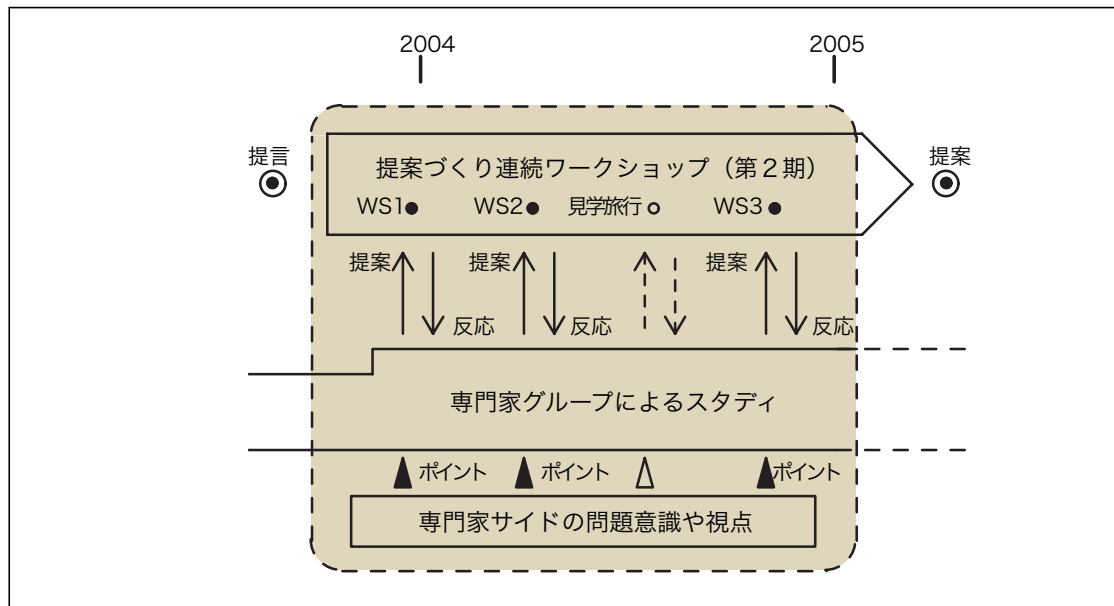 2004 2005
提言 提案
提案づくり連続ワークショップ（第２期）
WS1 WS2 見学旅行 WS3
提案 提案 提案
反応 反応 反応
専門家グループによるスタディ
ポイント ポイント ポイント
専門家サイドの問題意識や視点